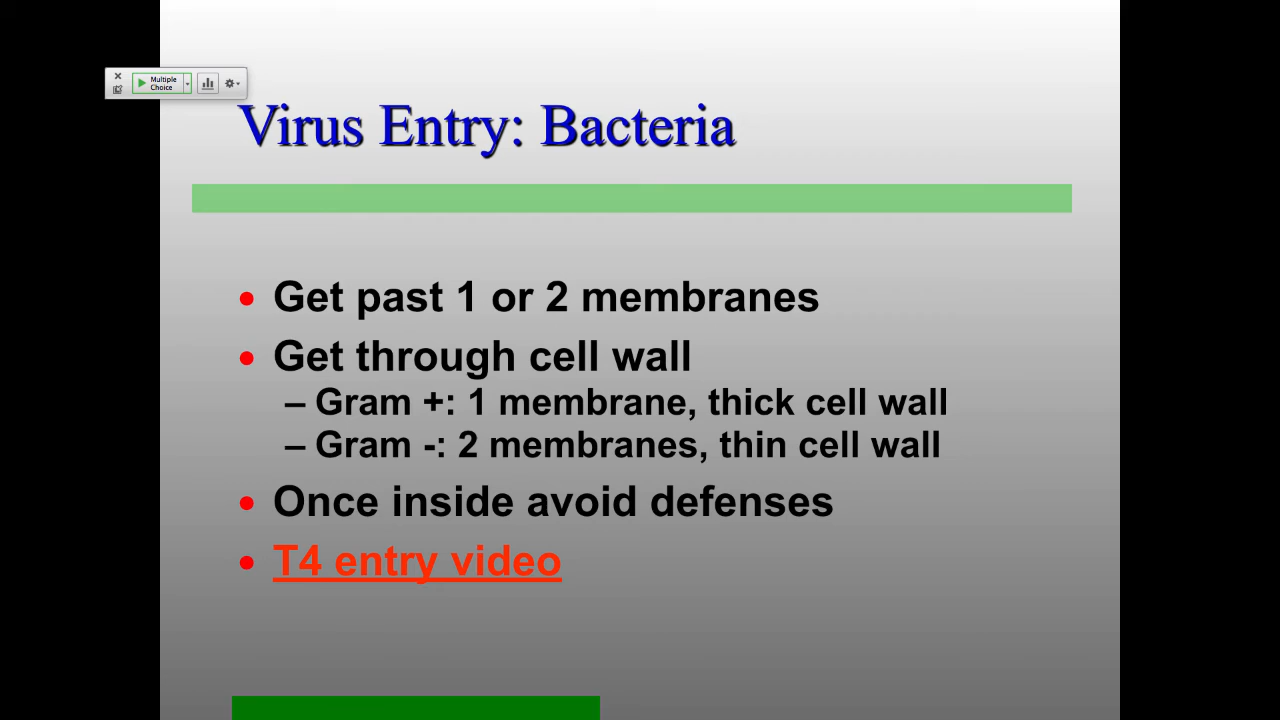 Multiple
Choice
Virus Entry: Bacteria
• Get past 1 or 2 membranes
• Get through cell wall
– Gram +: 1 membrane, thick cell wall
– Gram -: 2 membranes, thin cell wall
• Once inside avoid defenses
• T4 entry video